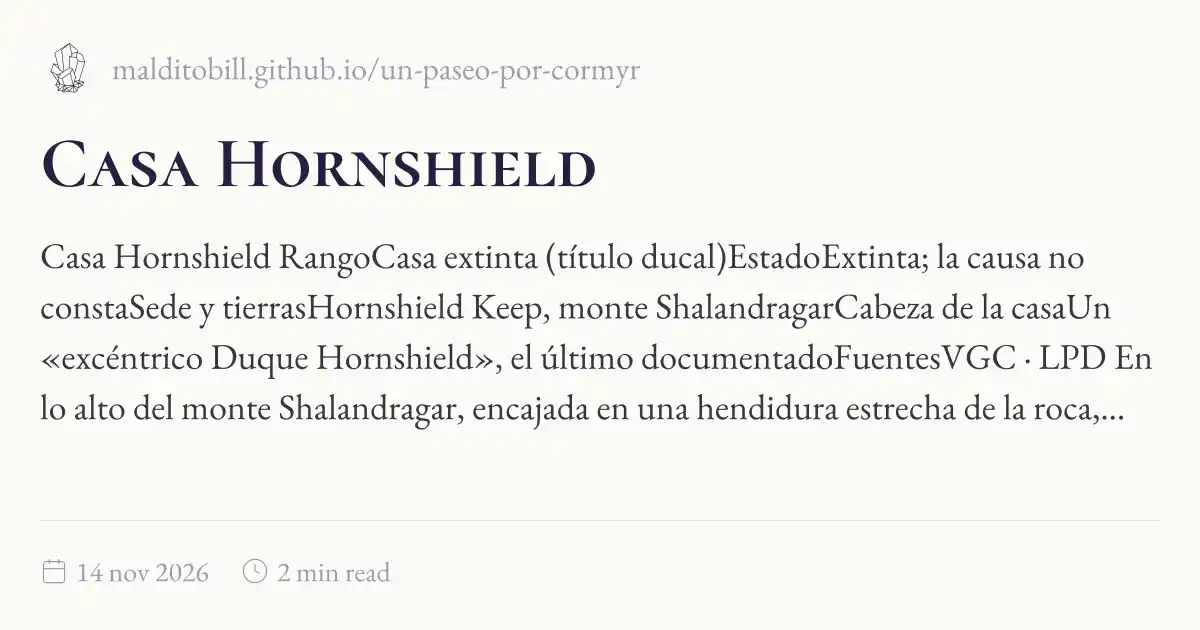 malditobill.github.io/un-paseo-por-cormyr
Casa Hornshield
Casa Hornshield RangoCasa extinta (título ducal)EstadoExtinta; la causa no
constaSede y tierrasHornshield Keep, monte ShalandragarCabeza de la casaUn
«excéntrico Duque Hornshield», el último documentadoFuentesVGC · LPD En
lo alto del monte Shalandragar, encajada en una hendidura estrecha de la roca,...
14 nov 2026
2 min read